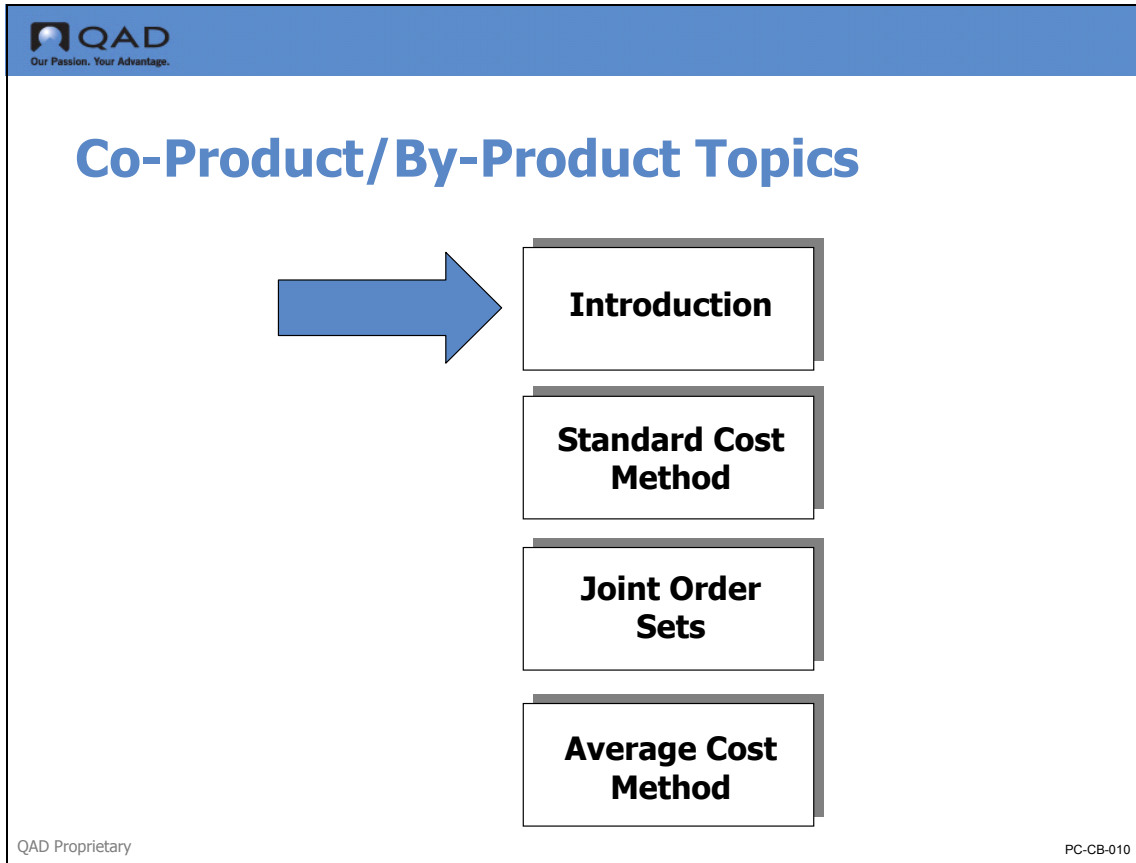 QAD
Our Passion. Your Advantage.
Co-Product/By-Product Topics
Introduction
Standard Cost
Method
Joint Order
Sets
Average Cost
Method
QAD Proprietary
PC-CB-010